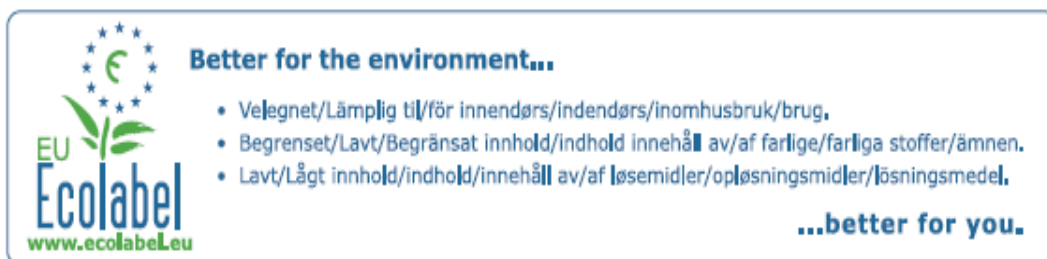 Better for the environment...
• Velegnet/Lämplig til/för innendørs/indendørs/inomhusbruk/brug.
• Begrenset/Lavt/Begränsat innhold/indhold innehåll av/af farlige/farliga stoffer/ämnen.
• Lavt/Lågt innhold/indhold/innehåll av/af løsemidler/opløsningsmidler/lösningsmedel.
EU
Ecolabel
www.ecolabel.eu
...better for you.